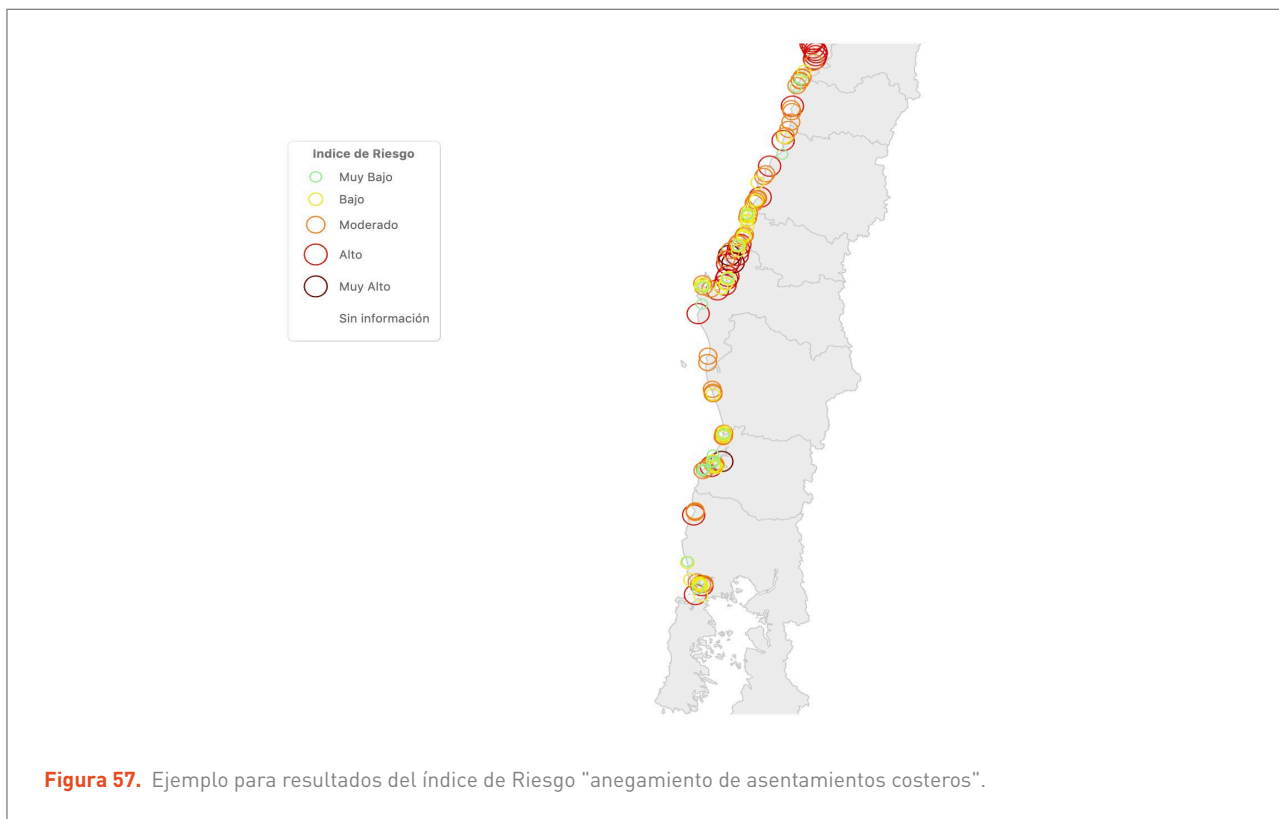 Indice de Riesgo
Muy Bajo
Bajo
Moderado
Alto
Muy Alto
Sin información
Figura 57. Ejemplo para resultados del índice de Riesgo "anegamiento de asentamientos costeros".